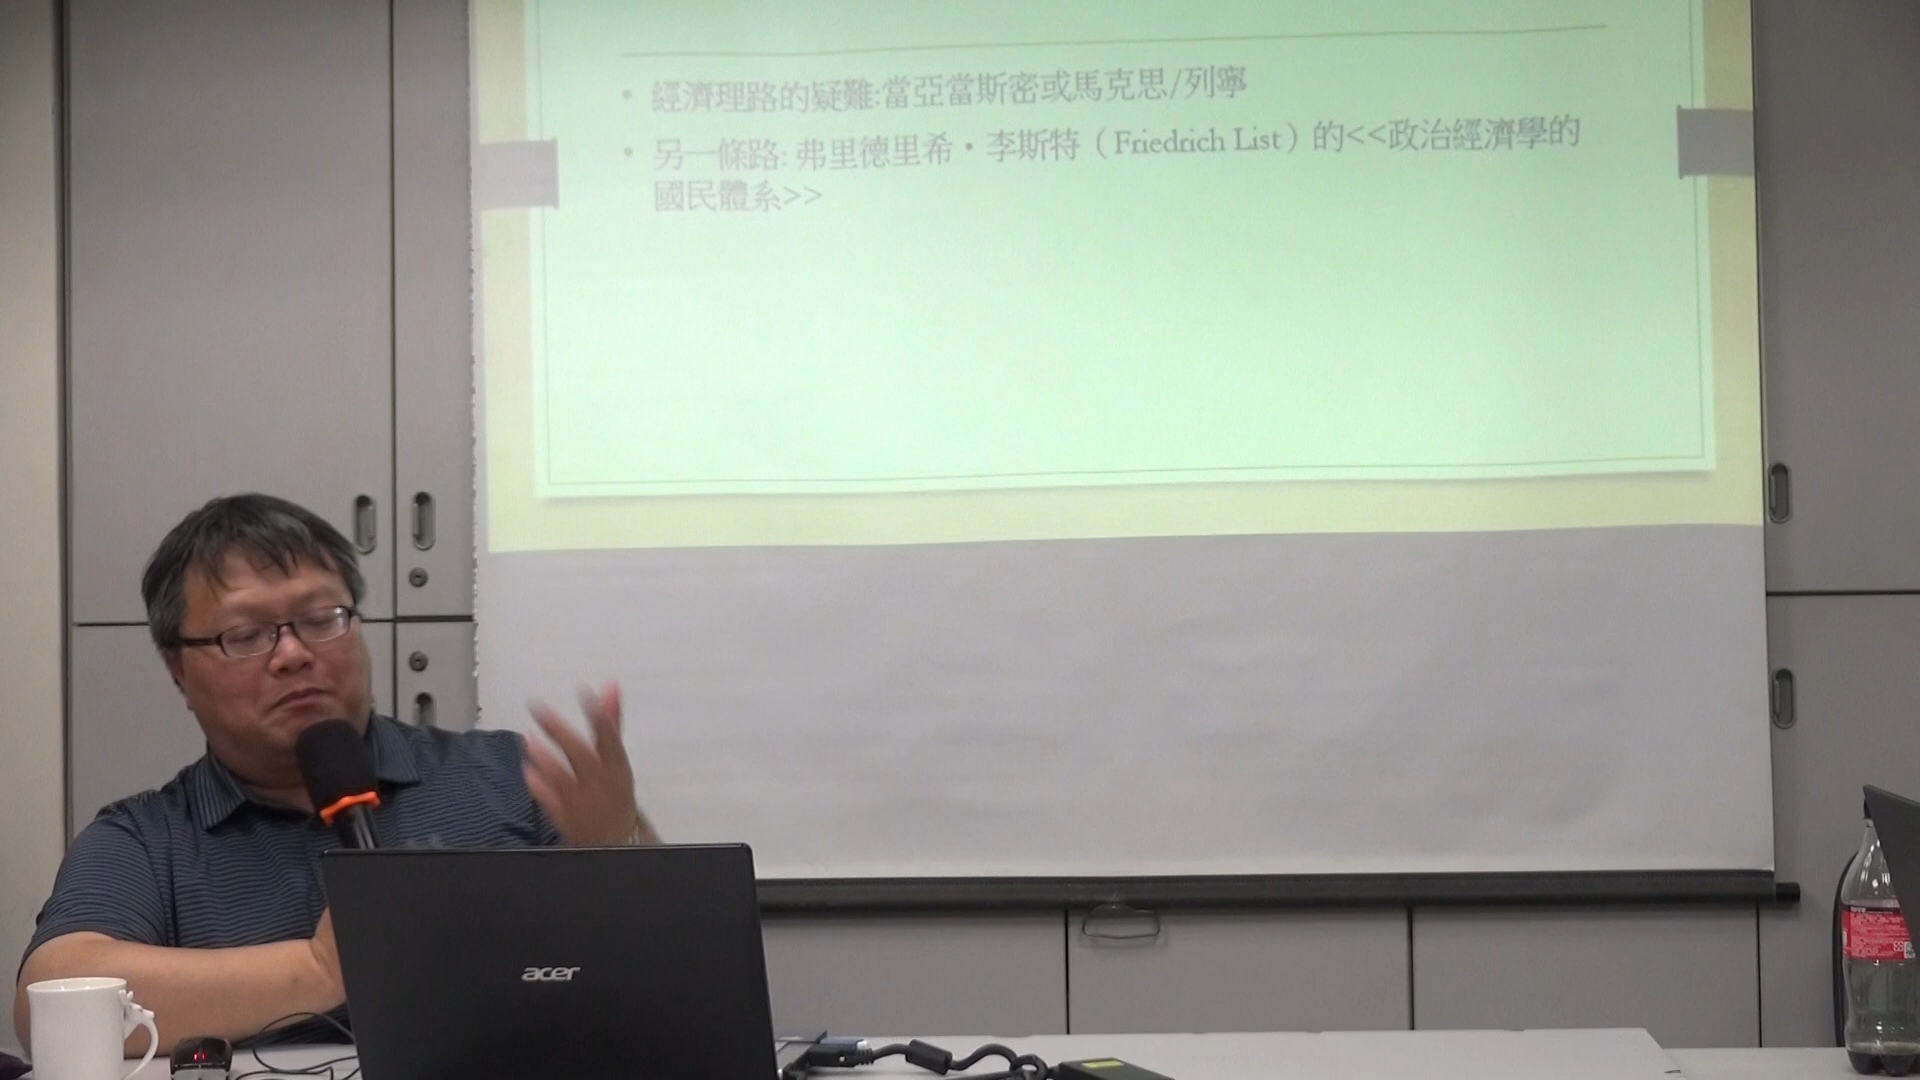 • 經濟理路的疑難:當亞當斯密或馬克思/列寧
• 另一條路: 弗里德里希・李斯特（Friedrich List）的<<政治經濟學的
國民體系>>
acer